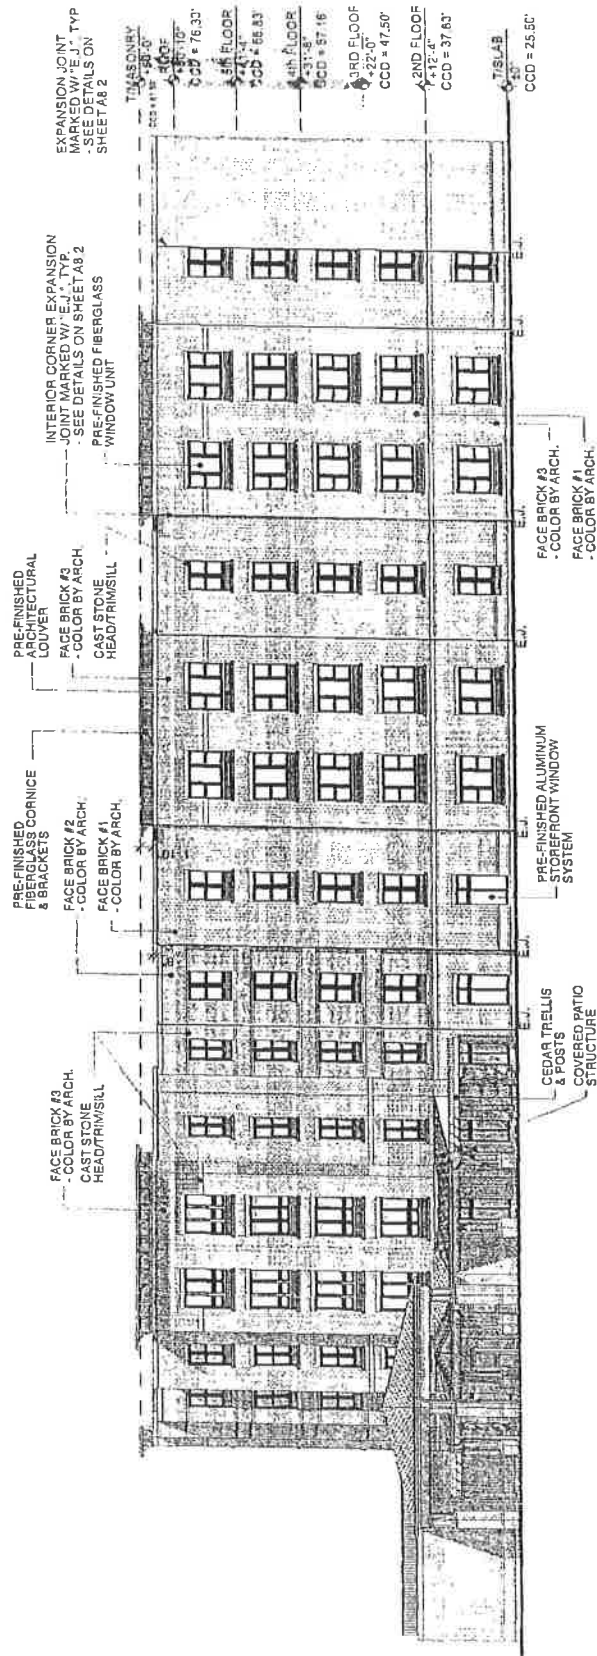 FACE BRICK #3
- COLOR BY ARCH.
CAST STONE
HEAD/TRIM/SILL
PRE-FINISHED
FIBERGLASS CORNICE
& BRACKETS
FACE BRICK #2
- COLOR BY ARCH.
FACE BRICK #1
- COLOR BY ARCH.
PRE-FINISHED
ARCHITECTURAL
LOUVER
FACE BRICK #3
- COLOR BY ARCH.
CAST STONE
HEAD/TRIM/SILL
INTERIOR CORNER EXPANSION
JOINT MARKED W/ "E.J.", TYP.
- SEE DETAILS ON SHEET A8.2
PRE-FINISHED FIBERGLASS
WINDOW UNIT
EXPANSION JOINT
MARKED W/ "E.J." TYP
- SEE DETAILS ON
SHEET A8.2
T/MASONRY
ROOF
CCD = 76.33'
5th FLOOR
CCD = 66.83'
4th FLOOR
+31'-8"
CCD = 57.16'
3RD FLOOR
+22'-0"
CCD = 47.50'
2ND FLOOR
+12'-4"
CCD = 37.83'
T/SLAB
CCD = 25.50'
E.J.
E.J.
E.J.
E.J.
E.J.
E.J.
E.J.
CEDAR TRELLIS
& POSTS
COVERED PATIO
STRUCTURE
PRE-FINISHED ALUMINUM
STOREFRONT WINDOW
SYSTEM
FACE BRICK #3
- COLOR BY ARCH.
FACE BRICK #1
- COLOR BY ARCH.